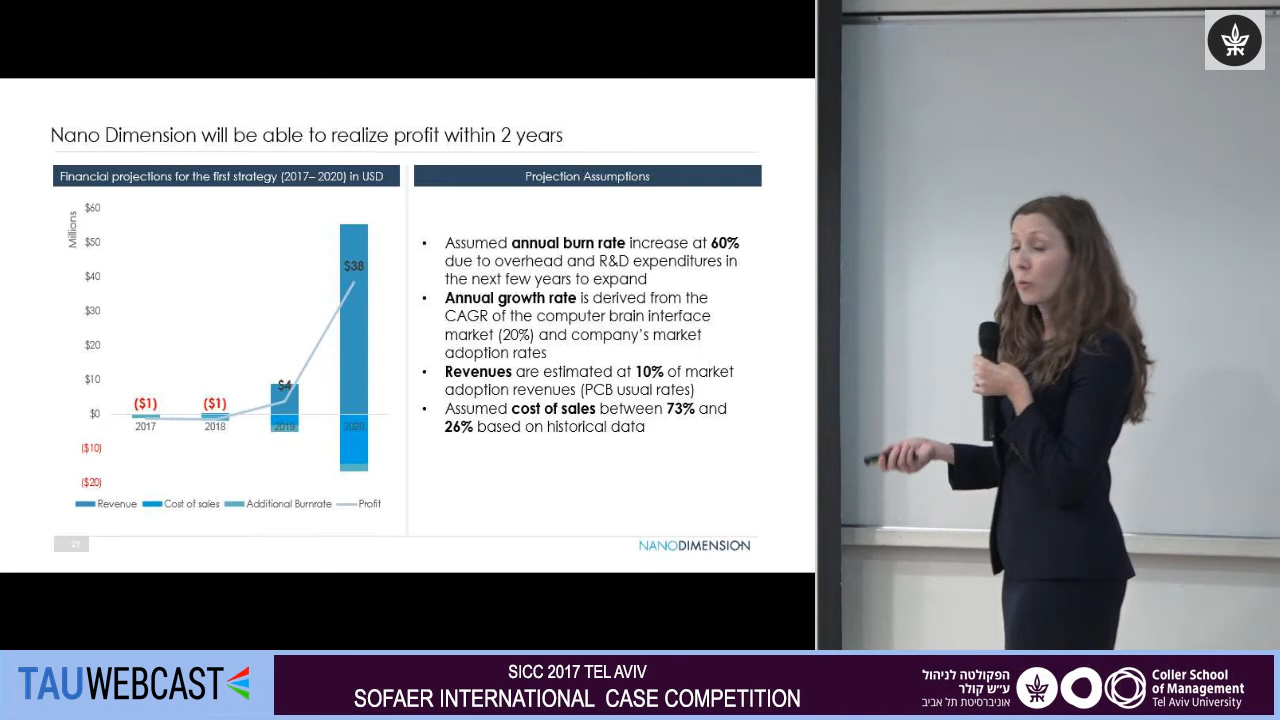 Nano Dimension will be able to realize profit within 2 years
Financial projections for the first strategy (2017– 2020) in USD
Millions
$60
$50
$40
$30
$20
$10
$0
($10)
($20)
($1)
($1)
$4
$38
2017
2018
2019
2020
Revenue
Cost of sales
Additional Burnrate
Profit
Projection Assumptions
• Assumed annual burn rate increase at 60%
due to overhead and R&D expenditures in
the next few years to expand
• Annual growth rate is derived from the
CAGR of the computer brain interface
market (20%) and company's market
adoption rates
• Revenues are estimated at 10% of market
adoption revenues (PCB usual rates)
• Assumed cost of sales between 73% and
26% based on historical data
NANODIMENSION
TAUWEBCAST
SICC 2017 TEL AVIV
SOFAER INTERNATIONAL CASE COMPETITION
הפקולטה לניהול
ע״ש קולר
אוניברסיטת תל אביב
Coller School
of Management
Tel Aviv University